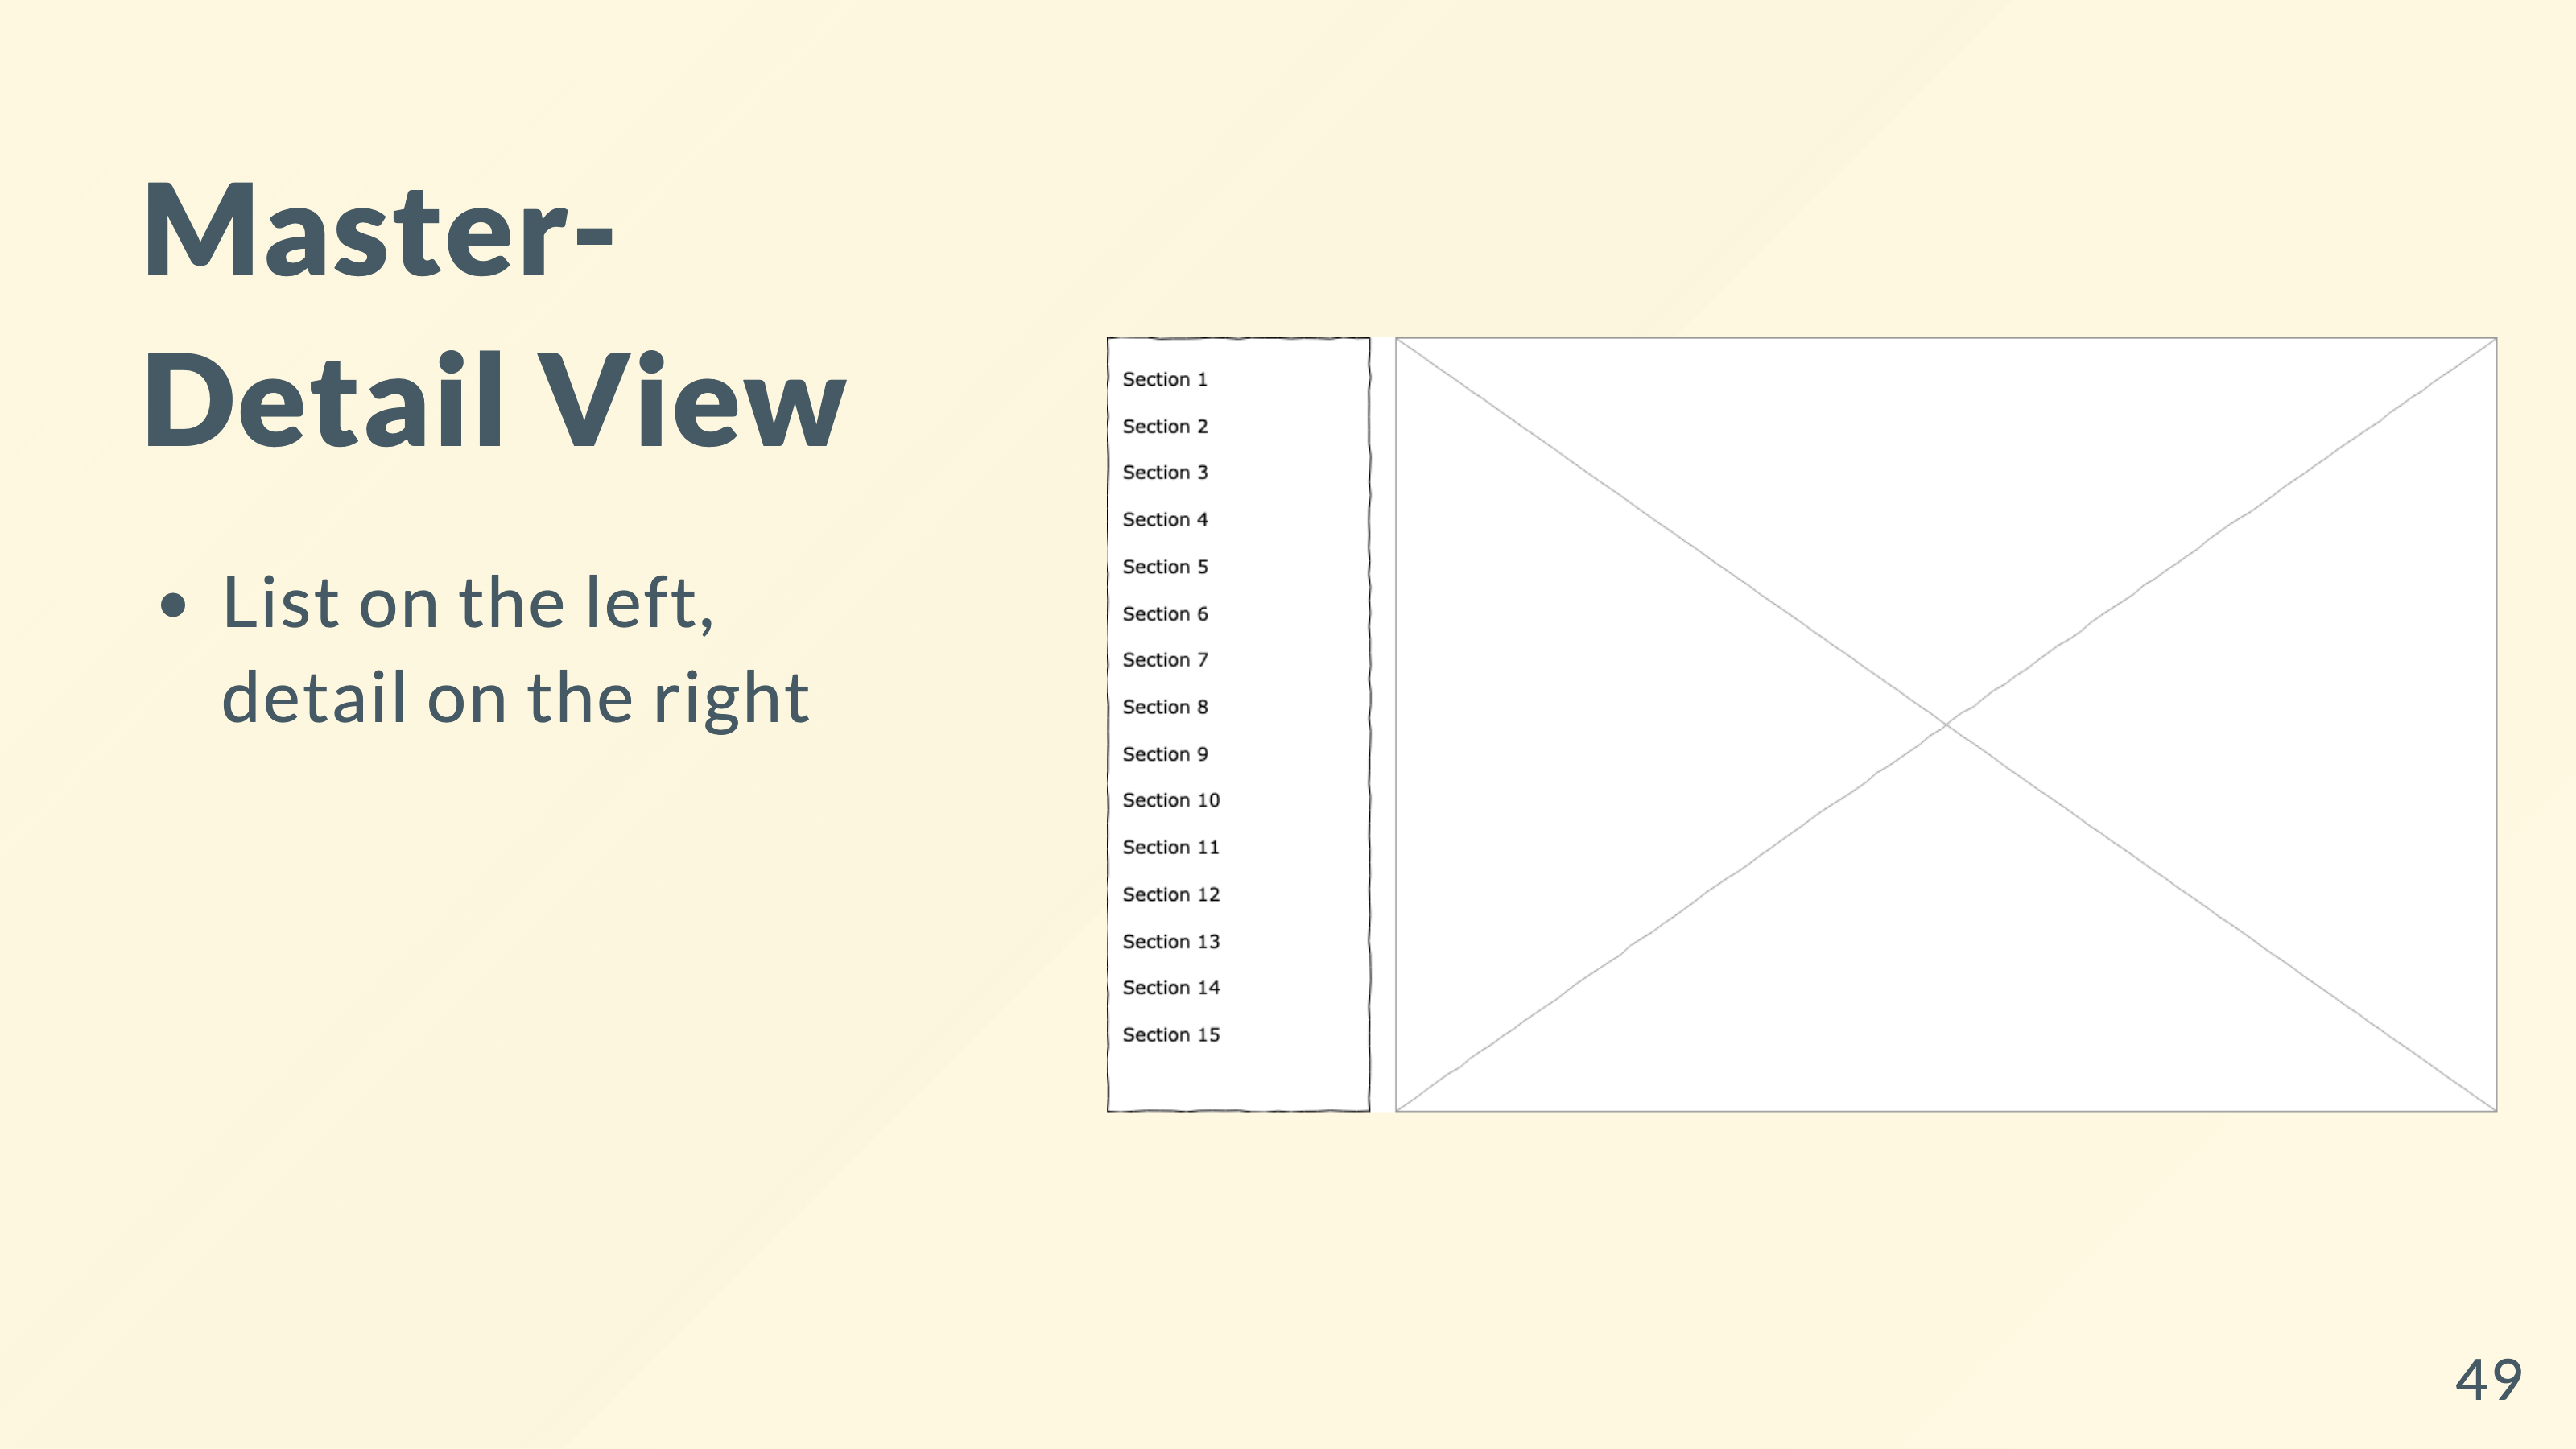 Master-
Detail View
• List on the left,
detail on the right
Section 1
Section 2
Section 3
Section 4
Section 5
Section 6
Section 7
Section 8
Section 9
Section 10
Section 11
Section 12
Section 13
Section 14
Section 15
49